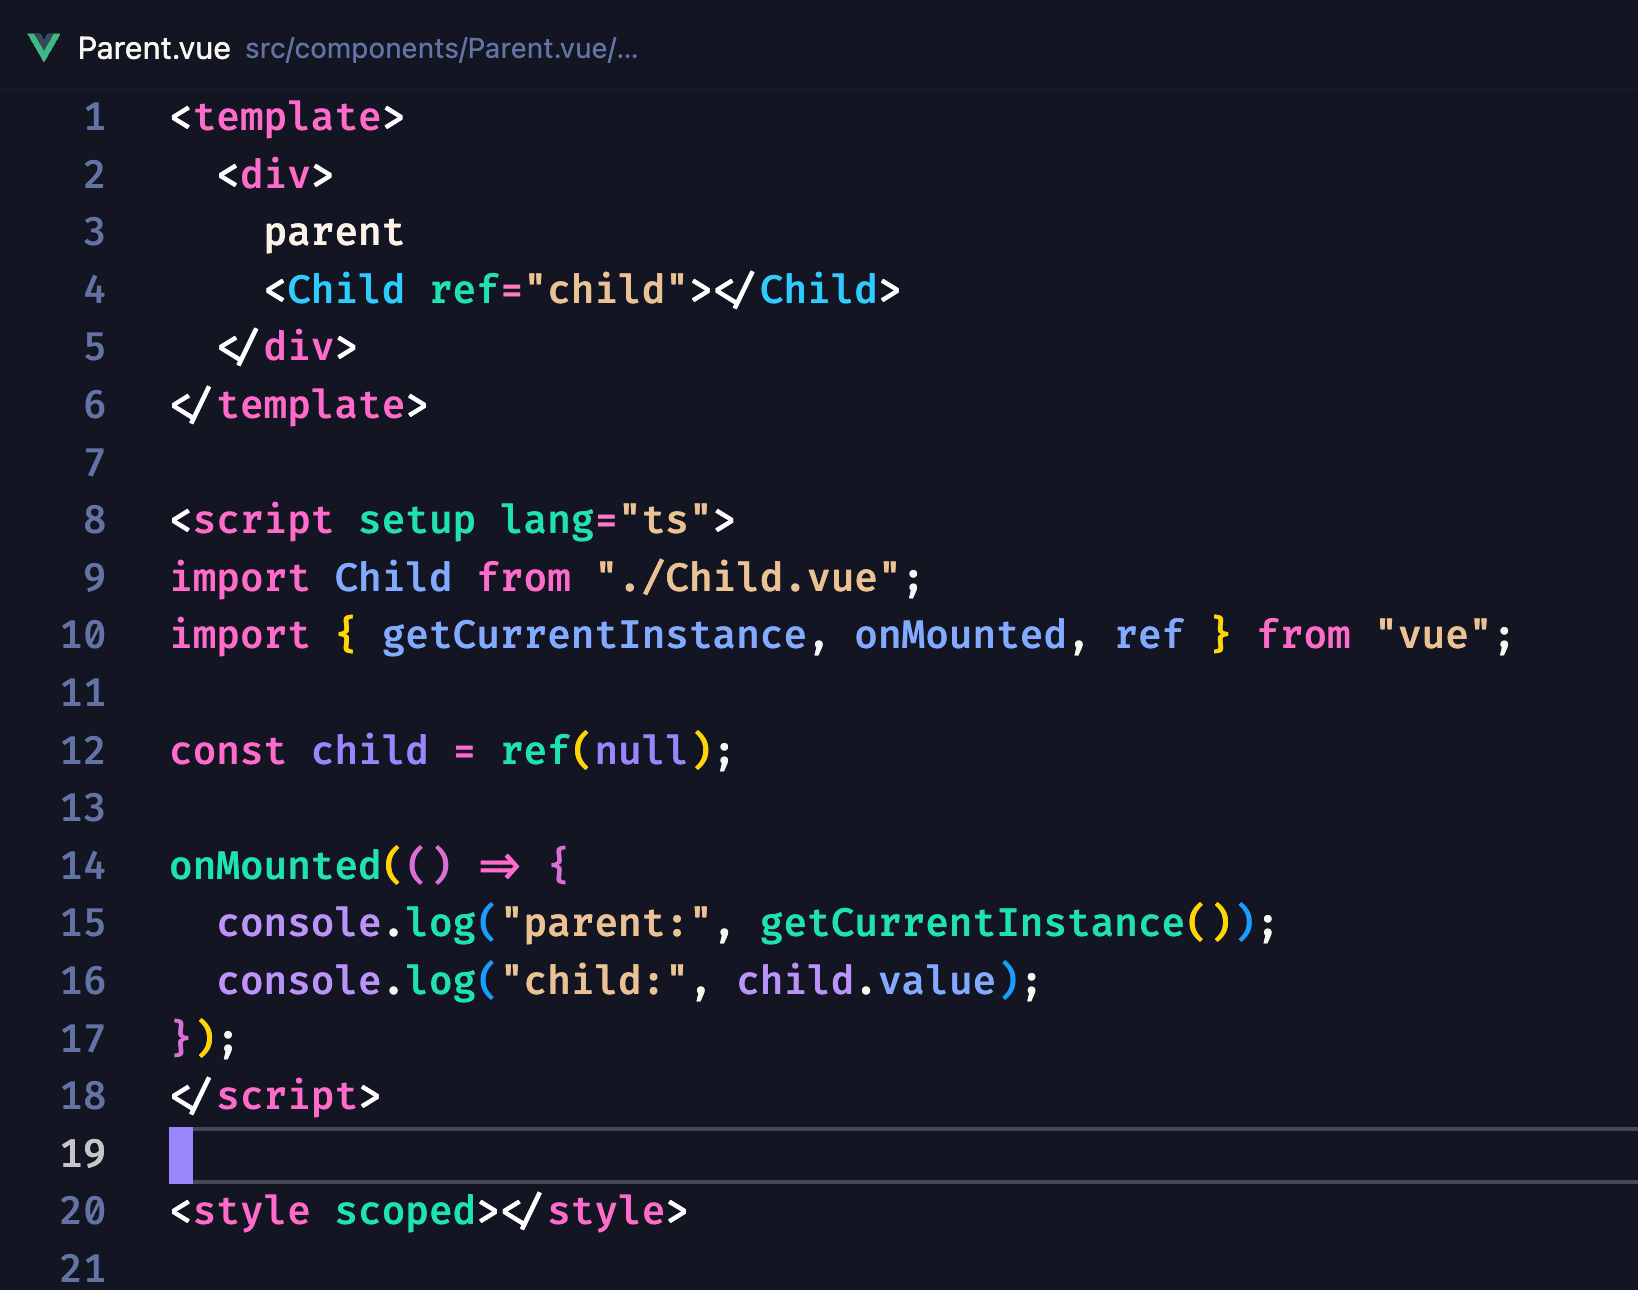 Parent.vue src/components/Parent.vue/...
1 <template>
2   <div>
3     parent
4     <Child ref="child"></Child>
5   </div>
6 </template>
7
8 <script setup lang="ts">
9 import Child from "./Child.vue";
10 import { getCurrentInstance, onMounted, ref } from "vue";
11
12 const child = ref(null);
13
14 onMounted(() => {
15   console.log("parent:", getCurrentInstance());
16   console.log("child:", child.value);
17 });
18 </script>
19
20 <style scoped></style>
21